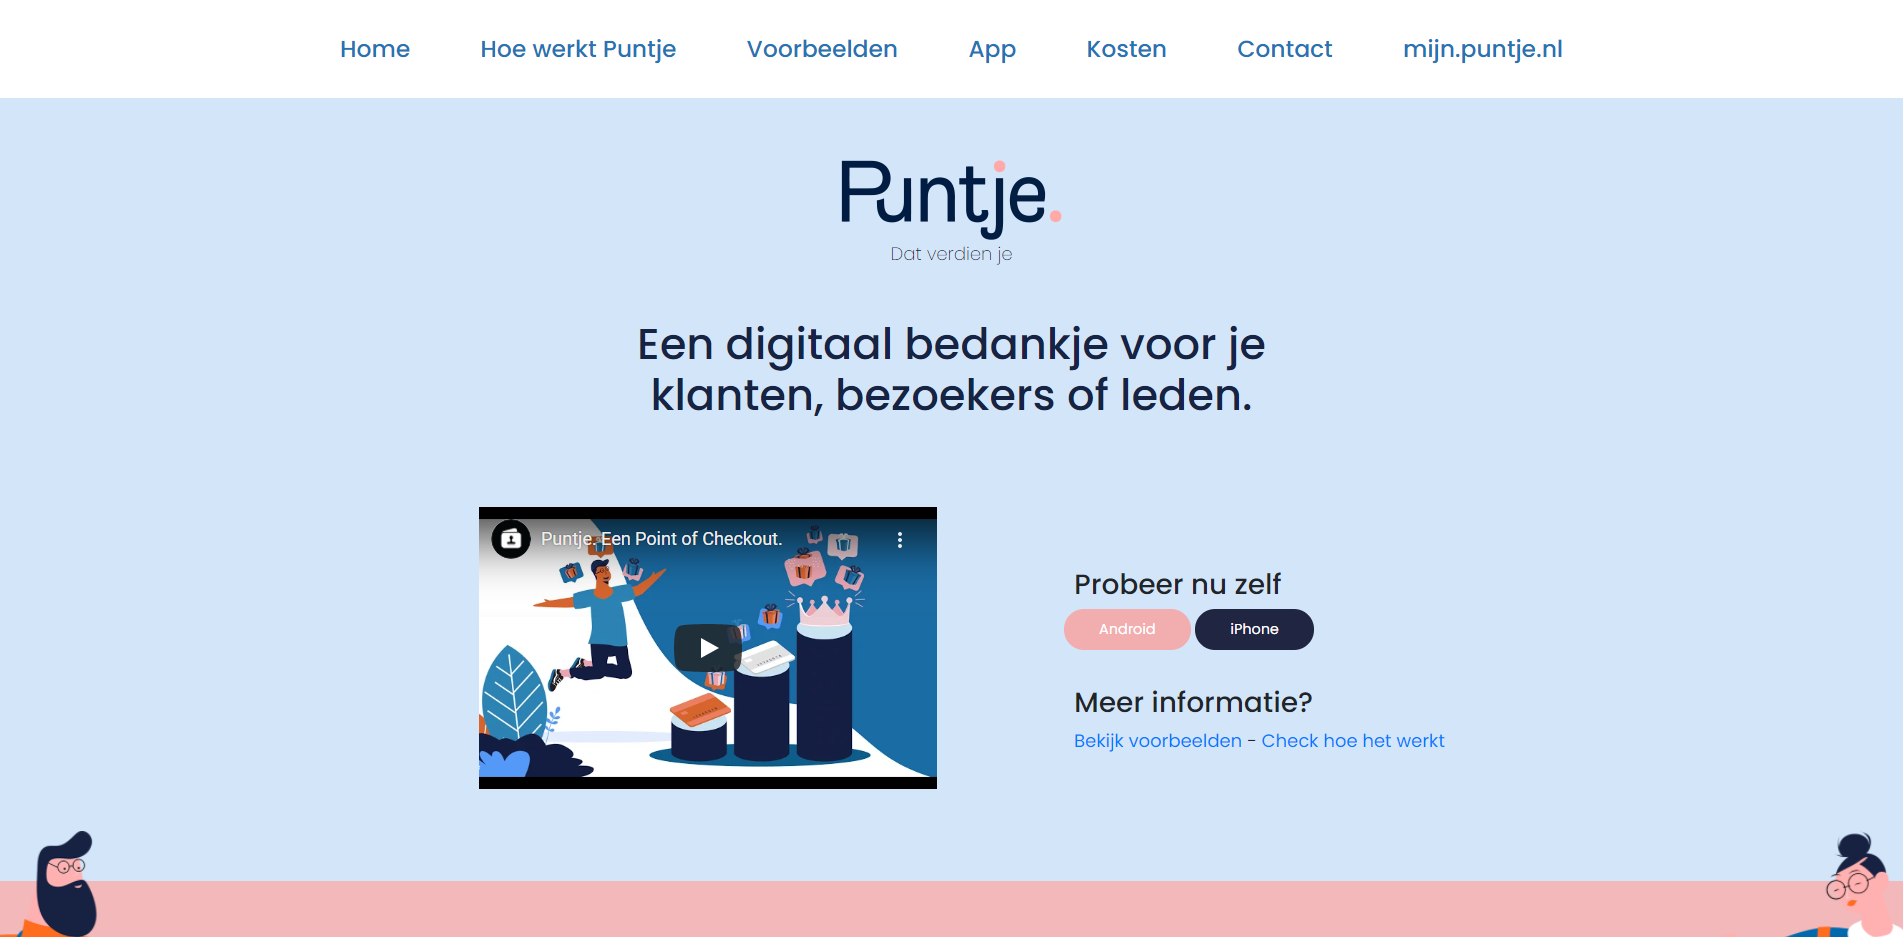 Home Hoe werkt Puntje Voorbeelden App Kosten Contact mijn.puntje.nl
Puntje.
Dat verdien je
Een digitaal bedankje voor je
klanten, bezoekers of leden.
Puntje. Een Point of Checkout.
Probeer nu zelf
Android iPhone
Meer informatie?
Bekijk voorbeelden - Check hoe het werkt